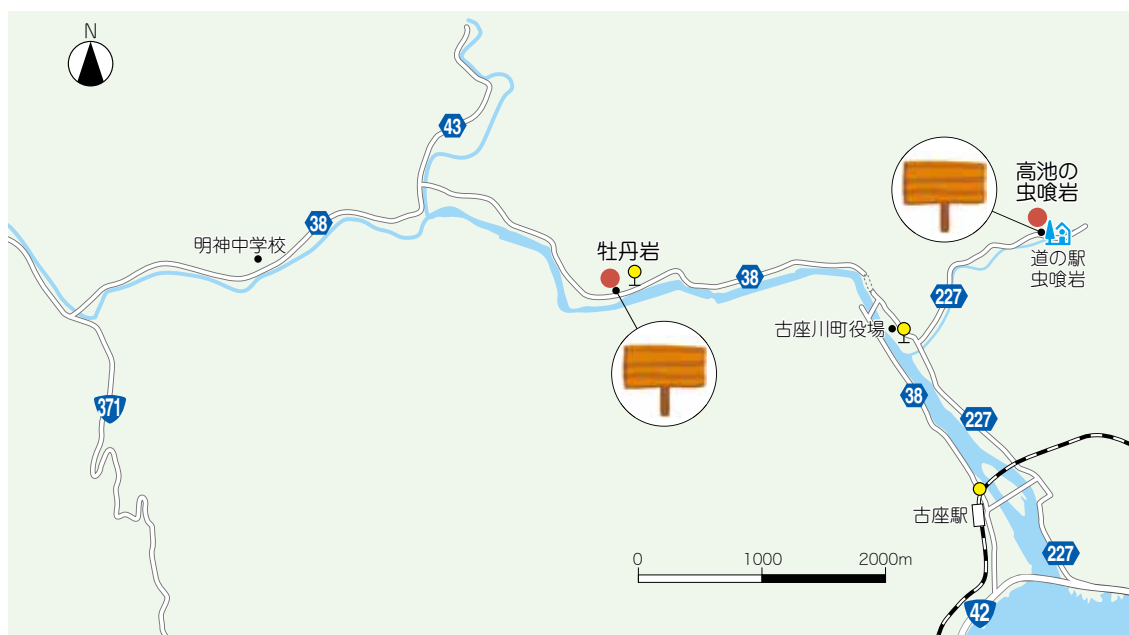 N
43
高池の
虫喰岩
38
明神中学校
牡丹岩
道の駅
虫喰岩
38
227
古座川町役場
371
38
227
古座駅
0 1000 2000m
227
42